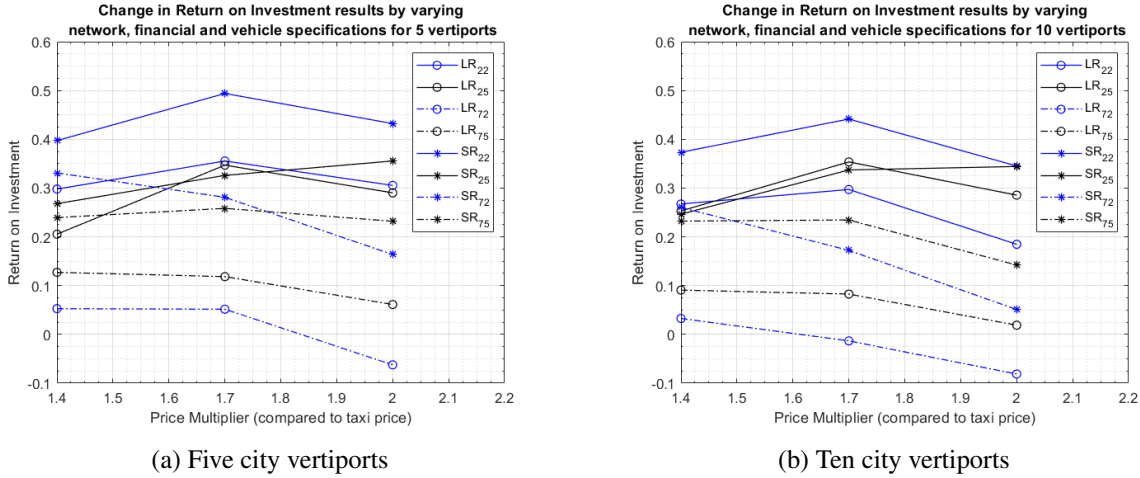 Change in Return on Investment results by varying
network, financial and vehicle specifications for 5 vertiports
0.6
0.5
0.4
0.3
0.2
0.1
0
-0.1
Return on Investment
1.4 1.5 1.6 1.7 1.8 1.9 2 2.1 2.2
Price Multiplier (compared to taxi price)
LR22
LR25
LR72
LR75
SR22
SR25
SR72
SR75
(a) Five city vertiports
Change in Return on Investment results by varying
network, financial and vehicle specifications for 10 vertiports
0.6
0.5
0.4
0.3
0.2
0.1
0
-0.1
Return on Investment
1.4 1.5 1.6 1.7 1.8 1.9 2 2.1 2.2
Price Multiplier (compared to taxi price)
LR22
LR25
LR72
LR75
SR22
SR25
SR72
SR75
(b) Ten city vertiports